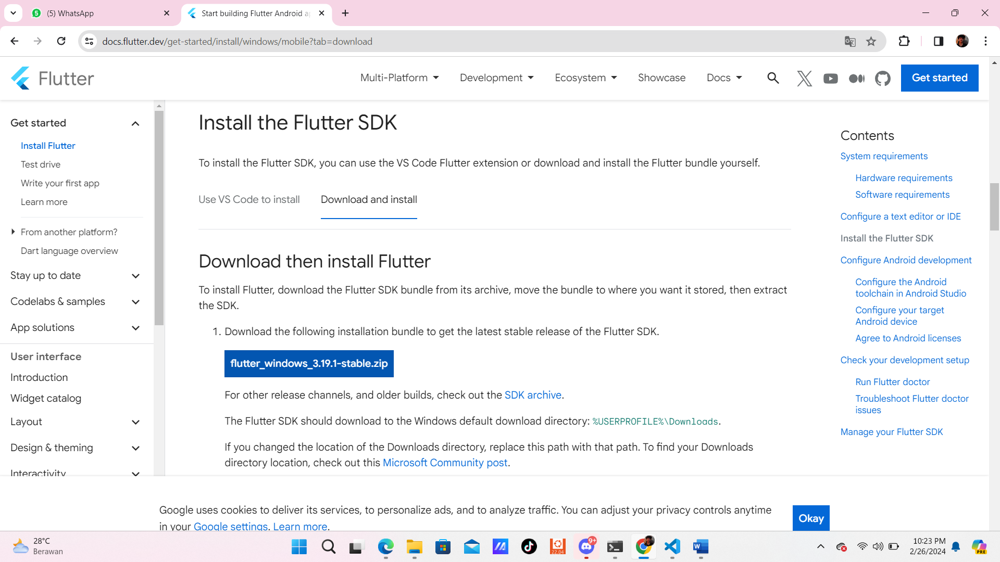 (5) WhatsApp
Start building Flutter Android a
docs.flutter.dev/get-started/install/windows/mobile?tab=download
Flutter
Multi-Platform
Development
Ecosystem
Showcase
Docs
Get started
Get started
Install Flutter
Test drive
Write your first app
Learn more
From another platform?
Dart language overview
Stay up to date
Codelabs & samples
App solutions
User interface
Introduction
Widget catalog
Layout
Design & theming
Interactivity
Install the Flutter SDK
To install the Flutter SDK, you can use the VS Code Flutter extension or download and install the Flutter bundle yourself.
Use VS Code to install
Download and install
Download then install Flutter
To install Flutter, download the Flutter SDK bundle from its archive, move the bundle to where you want it stored, then extract
the SDK.
1. Download the following installation bundle to get the latest stable release of the Flutter SDK.
flutter_windows_3.19.1-stable.zip
For other release channels, and older builds, check out the SDK archive.
The Flutter SDK should download to the Windows default download directory: %USERPROFILE%\Downloads.
If you changed the location of the Downloads directory, replace this path with that path. To find your Downloads
directory location, check out this Microsoft Community post.
Contents
System requirements
Hardware requirements
Software requirements
Configure a text editor or IDE
Install the Flutter SDK
Configure Android development
Configure the Android
toolchain in Android Studio
Configure your target
Android device
Agree to Android licenses
Check your development setup
Run Flutter doctor
Troubleshoot Flutter doctor
issues
Manage your Flutter SDK
Google uses cookies to deliver its services, to personalize ads, and to analyze traffic. You can adjust your privacy controls anytime
in your Google settings. Learn more.
Okay
28°C
Berawan
22.04
9+
10:23 PM
2/26/2024
PRE